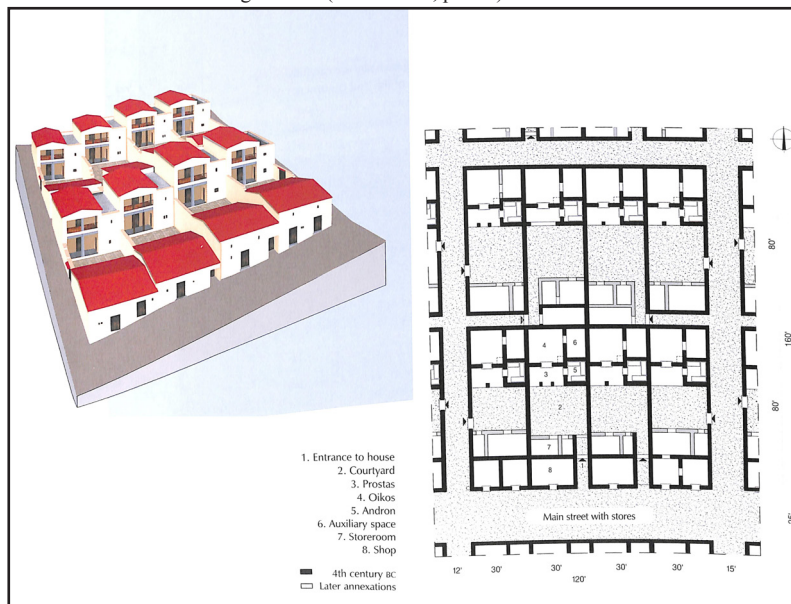 1. Entrance to house
2. Courtyard
3. Prostas
4. Oikos
5. Andron
6. Auxiliary space
7. Storeroom
8. Shop
4th century BC
Later annexations
4
6
3
5
2
7
1
8
Main street with stores
80'
160'
80'
12'
30'
30'
30'
30'
15'
120'